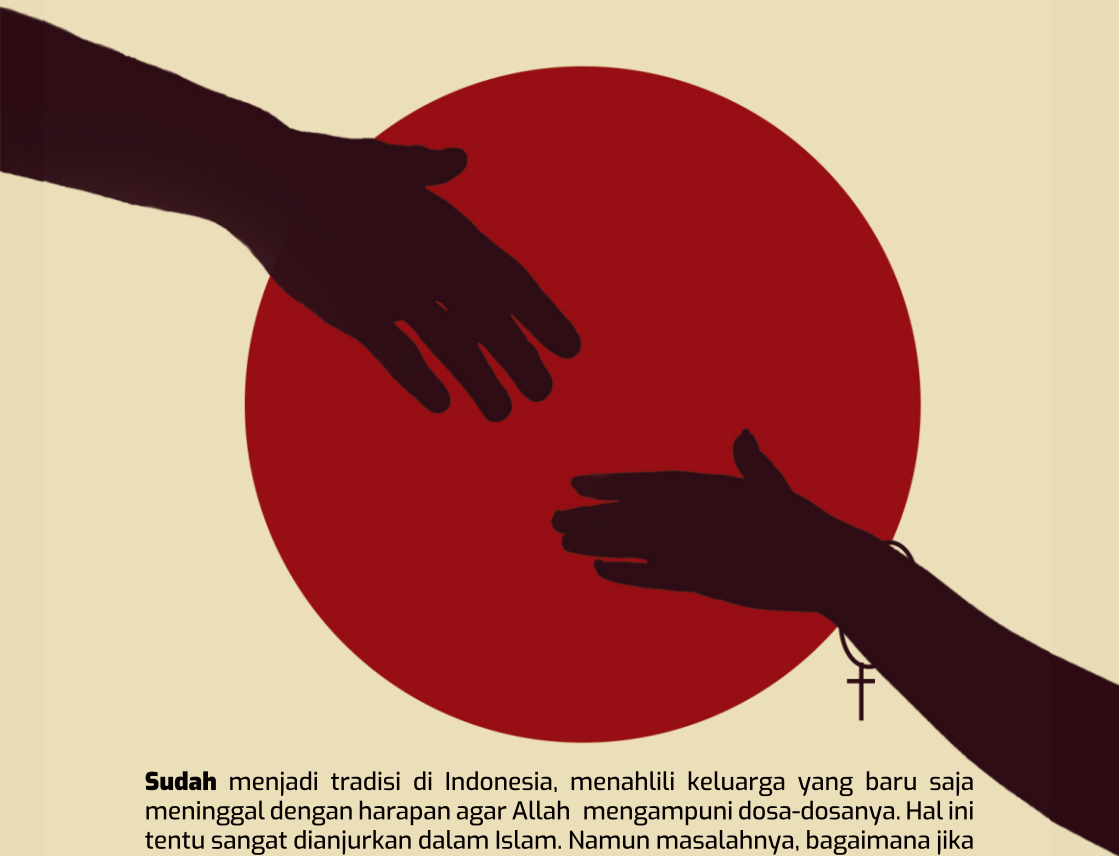 Sudah menjadi tradisi di Indonesia, menahlili keluarga yang baru saja
meninggal dengan harapan agar Allah mengampuni dosa-dosanya. Hal ini
tentu sangat dianjurkan dalam Islam. Namun masalahnya, bagaimana jika